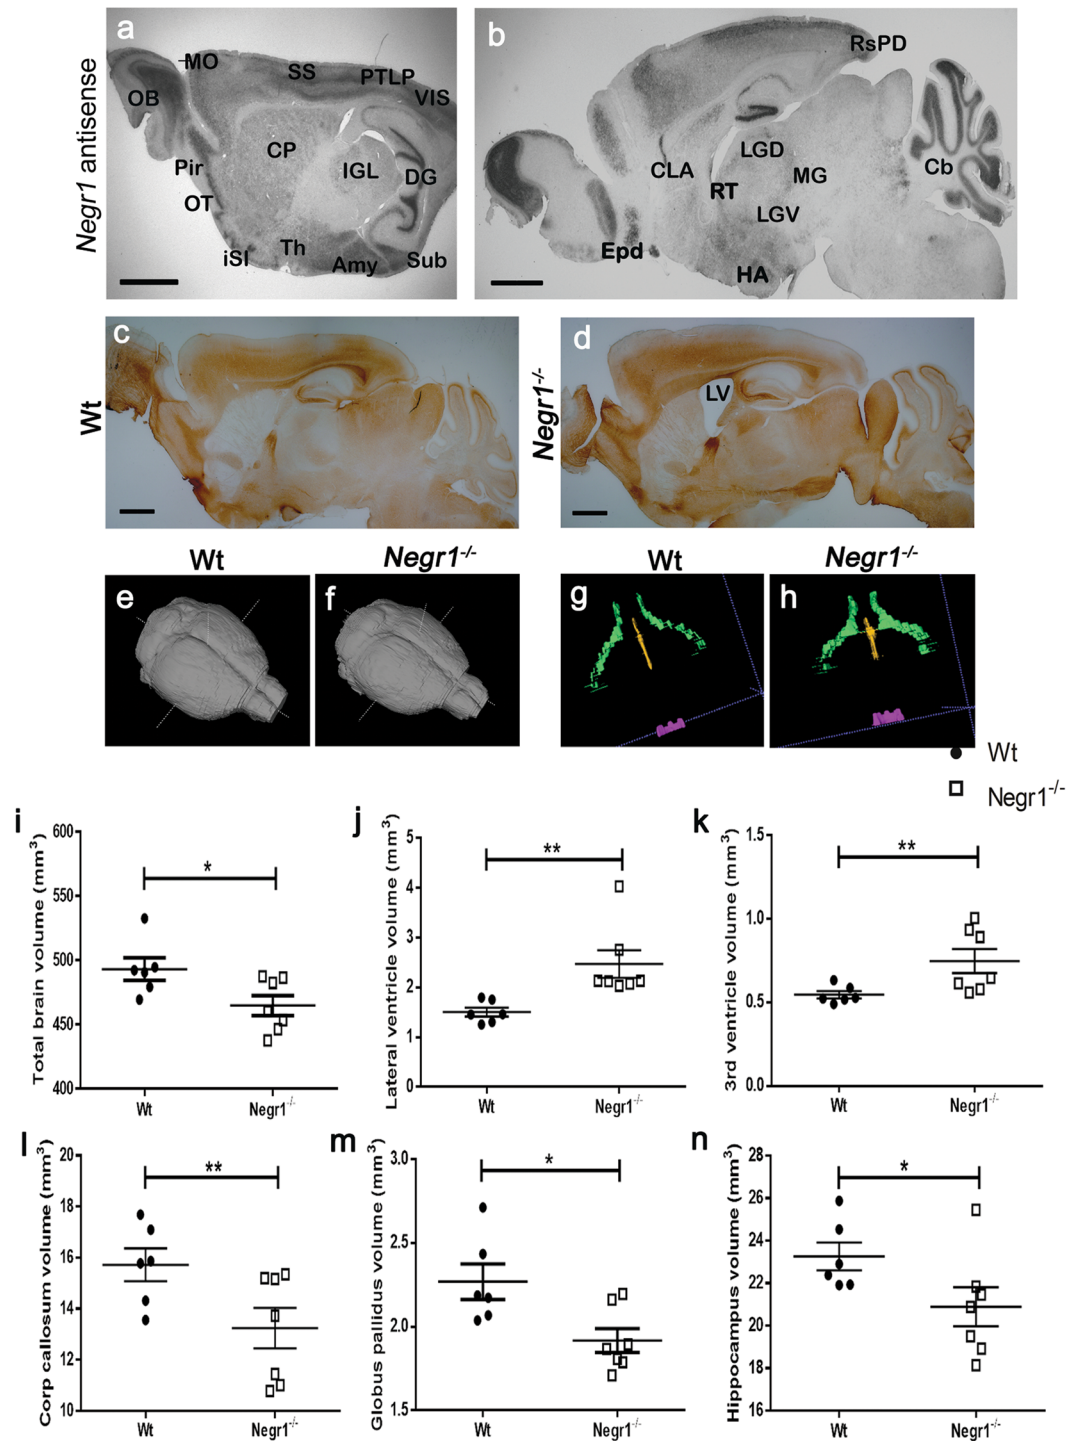 a
MO
SS
PTLP
OB
VIS
CP
Pir
IGL
DG
OT
Th
iSl
Amy
Sub
Negr1 antisense
b
RsPD
LGD
CLA
MG
Cb
RT
LGV
Epd
HA
c
Wt
d
LV
Negr1-/-
Wt
Negr1-/-
e
f
Wt
Negr1-/-
g
h
Wt
Negr1-/-
i
Total brain volume (mm3)
600
550
500
450
400
*
Wt
Negr1-/-
j
Lateral ventricle volume (mm3)
5
4
3
2
1
0
**
Wt
Negr1-/-
k
3rd ventricle volume (mm3)
1.5
1.0
0.5
0.0
**
Wt
Negr1-/-
l
Corp callosum volume (mm3)
20
18
16
14
12
10
**
Wt
Negr1-/-
m
Globus pallidus volume (mm3)
3.0
2.5
2.0
1.5
*
Wt
Negr1-/-
n
Hippocampus volume (mm3)
28
26
24
22
20
18
16
*
Wt
Negr1-/-